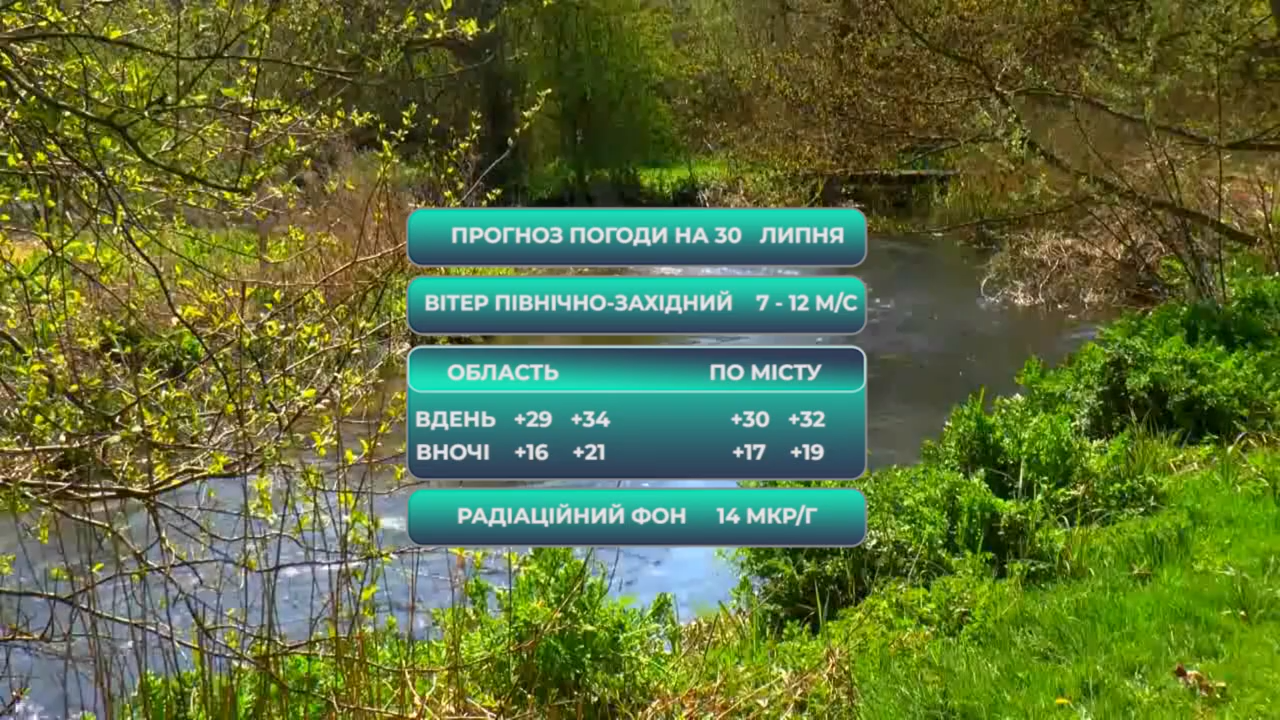 ПРОГНОЗ ПОГОДИ НА 30 ЛИПНЯ
ВІТЕР ПІВНІЧНО-ЗАХІДНИЙ 7 - 12 М/С
ОБЛАСТЬ ПО МІСТУ
ВДЕНЬ +29 +34 +30 +32
ВНОЧІ +16 +21 +17 +19
РАДІАЦІЙНИЙ ФОН 14 МКР/Г